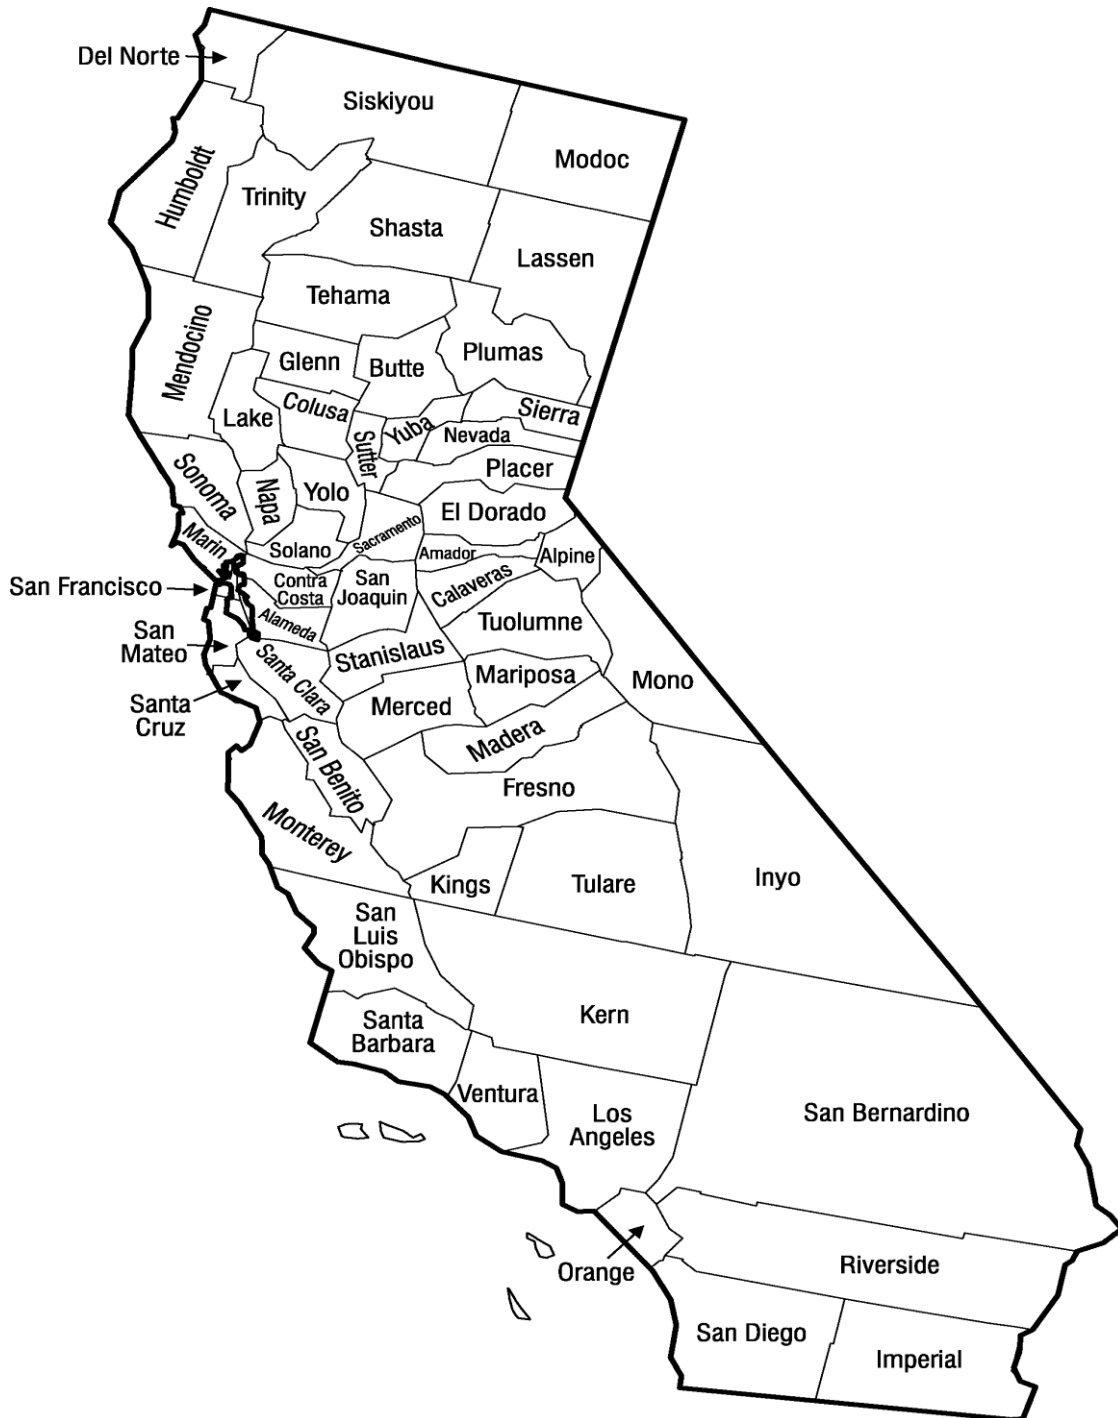 Del Norte
Siskiyou
Modoc
Humboldt
Trinity
Shasta
Lassen
Tehama
Mendocino
Glenn
Butte
Plumas
Colusa
Lake
Sierra
Sutter
Yuba
Nevada
Placer
Sonoma
Napa
Yolo
El Dorado
Sacramento
Marin
Solano
Amador
Alpine
San Francisco
Contra
Costa
San
Joaquin
Calaveras
Alameda
Tuolumne
San
Mateo
Stanislaus
Santa Clara
Mariposa
Mono
Santa
Cruz
Merced
Madera
San Benito
Fresno
Monterey
Kings
Tulare
Inyo
San
Luis
Obispo
Kern
Santa
Barbara
Ventura
Los
Angeles
San Bernardino
Orange
Riverside
San Diego
Imperial